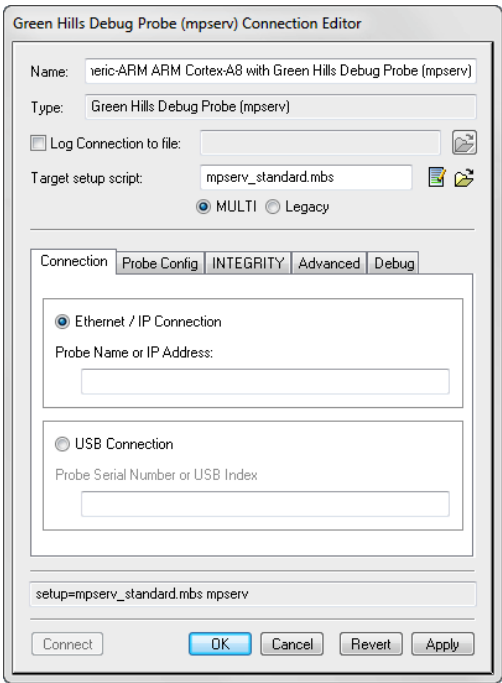 Green Hills Debug Probe (mpserv) Connection Editor
Name: neric-ARM ARM Cortex-A8 with Green Hills Debug Probe (mpserv)
Type: Green Hills Debug Probe (mpserv)
Log Connection to file:
Target setup script: mpserv_standard.mbs
MULTI Legacy
Connection Probe Config INTEGRITY Advanced Debug
Ethernet / IP Connection
Probe Name or IP Address:
USB Connection
Probe Serial Number or USB Index
setup=mpserv_standard.mbs mpserv
Connect OK Cancel Revert Apply